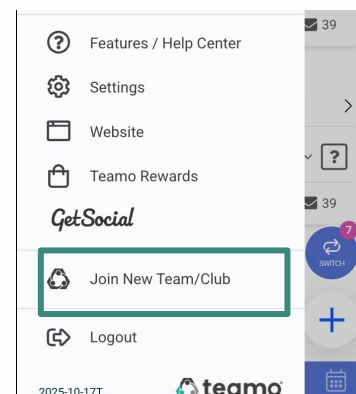 39
Features / Help Center
Settings
Website
?
Teamo Rewards
39
GetSocial
7
SWITCH
Join New Team/Club
Logout
2025-10-17T
teamo